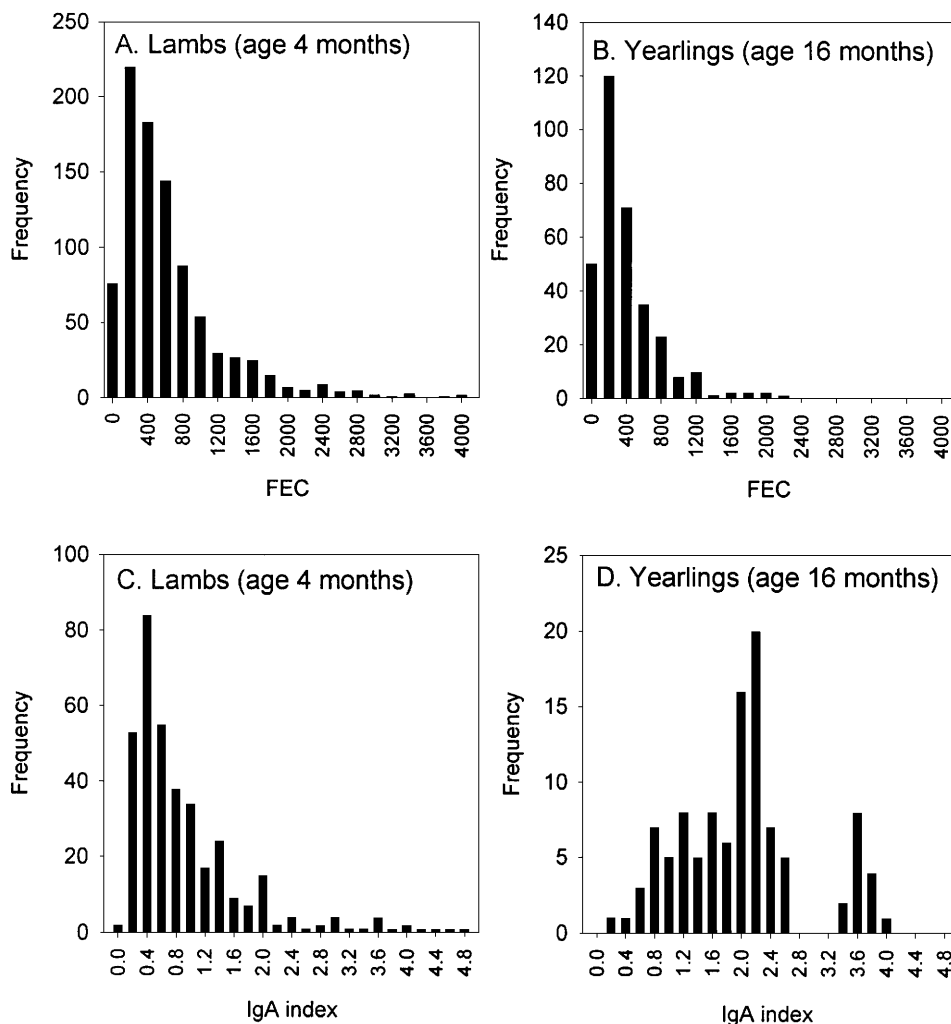 A. Lambs (age 4 months)
Frequency
250
200
150
100
50
0
0 400 800 1200 1600 2000 2400 2800 3200 3600 4000
FEC
B. Yearlings (age 16 months)
Frequency
140
120
100
80
60
40
20
0
0 400 800 1200 1600 2000 2400 2800 3200 3600 4000
FEC
C. Lambs (age 4 months)
Frequency
100
80
60
40
20
0
0.0 0.4 0.8 1.2 1.6 2.0 2.4 2.8 3.2 3.6 4.0 4.4 4.8
IgA index
D. Yearlings (age 16 months)
Frequency
25
20
15
10
5
0
0.0 0.4 0.8 1.2 1.6 2.0 2.4 2.8 3.2 3.6 4.0 4.4 4.8
IgA index